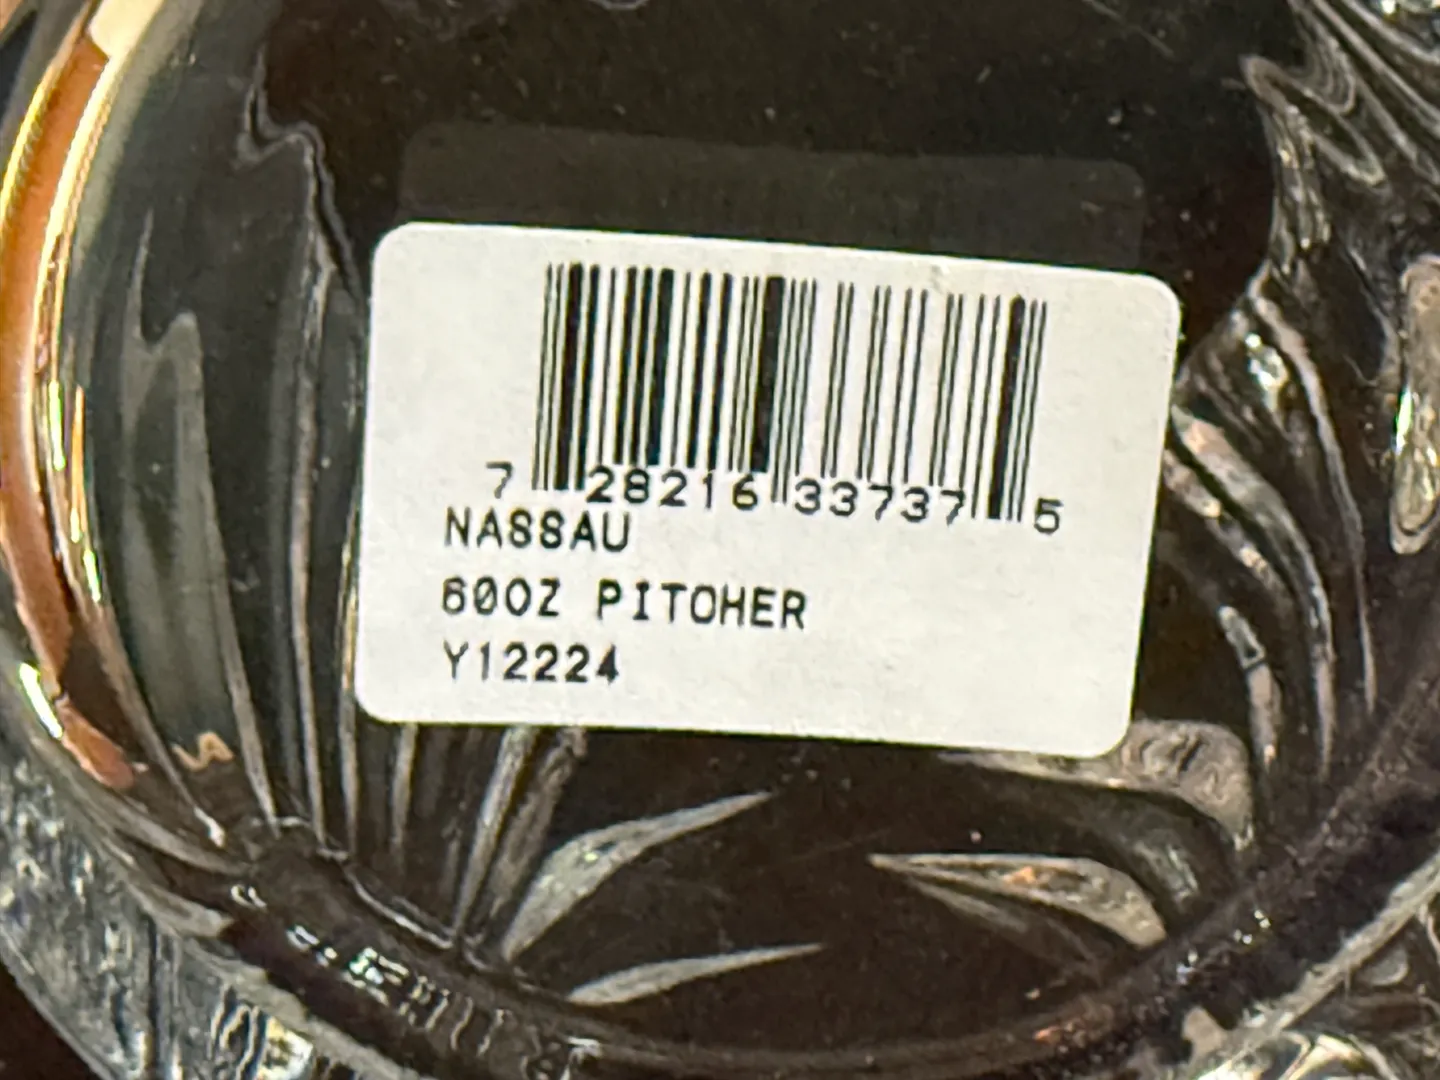 7 28216 33737 5
NASSAU
60OZ PITCHER
Y12224